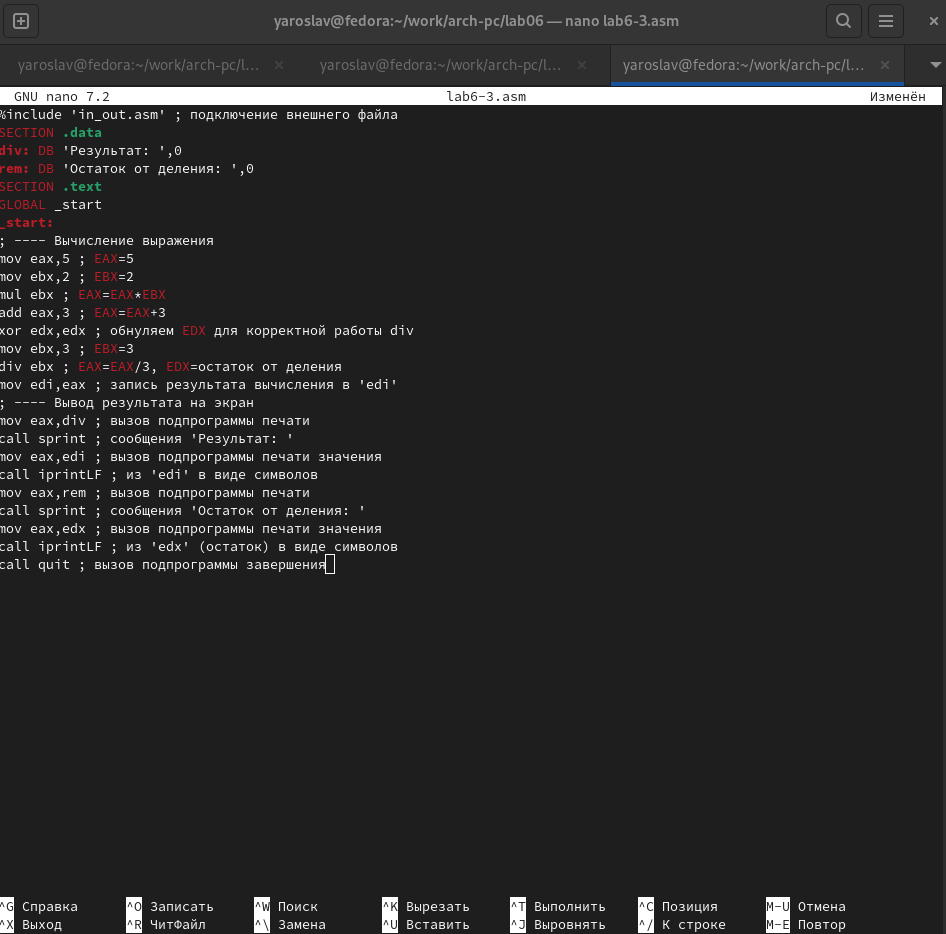 yaroslav@fedora:~/work/arch-pc/lab06 — nano lab6-3.asm
yaroslav@fedora:~/work/arch-pc/l… × yaroslav@fedora:~/work/arch-pc/l… × yaroslav@fedora:~/work/arch-pc/l… ×
GNU nano 7.2 lab6-3.asm Изменён
%include 'in_out.asm' ; подключение внешнего файла
SECTION .data
div: DB 'Результат: ',0
rem: DB 'Остаток от деления: ',0
SECTION .text
GLOBAL _start
_start:
; ---- Вычисление выражения
mov eax,5 ; EAX=5
mov ebx,2 ; EBX=2
mul ebx ; EAX=EAX*EBX
add eax,3 ; EAX=EAX+3
xor edx,edx ; обнуляем EDX для корректной работы div
mov ebx,3 ; EBX=3
div ebx ; EAX=EAX/3, EDX=остаток от деления
mov edi,eax ; запись результата вычисления в 'edi'
; ---- Вывод результата на экран
mov eax,div ; вызов подпрограммы печати
call sprint ; сообщения 'Результат: '
mov eax,edi ; вызов подпрограммы печати значения
call iprintLF ; из 'edi' в виде символов
mov eax,rem ; вызов подпрограммы печати
call sprint ; сообщения 'Остаток от деления: '
mov eax,edx ; вызов подпрограммы печати значения
call iprintLF ; из 'edx' (остаток) в виде символов
call quit ; вызов подпрограммы завершения
^G Справка ^O Записать ^W Поиск ^K Вырезать ^T Выполнить ^C Позиция M-U Отмена
^X Выход ^R ЧитФайл ^\ Замена ^U Вставить ^J Выровнять ^/ К строке M-E Повтор